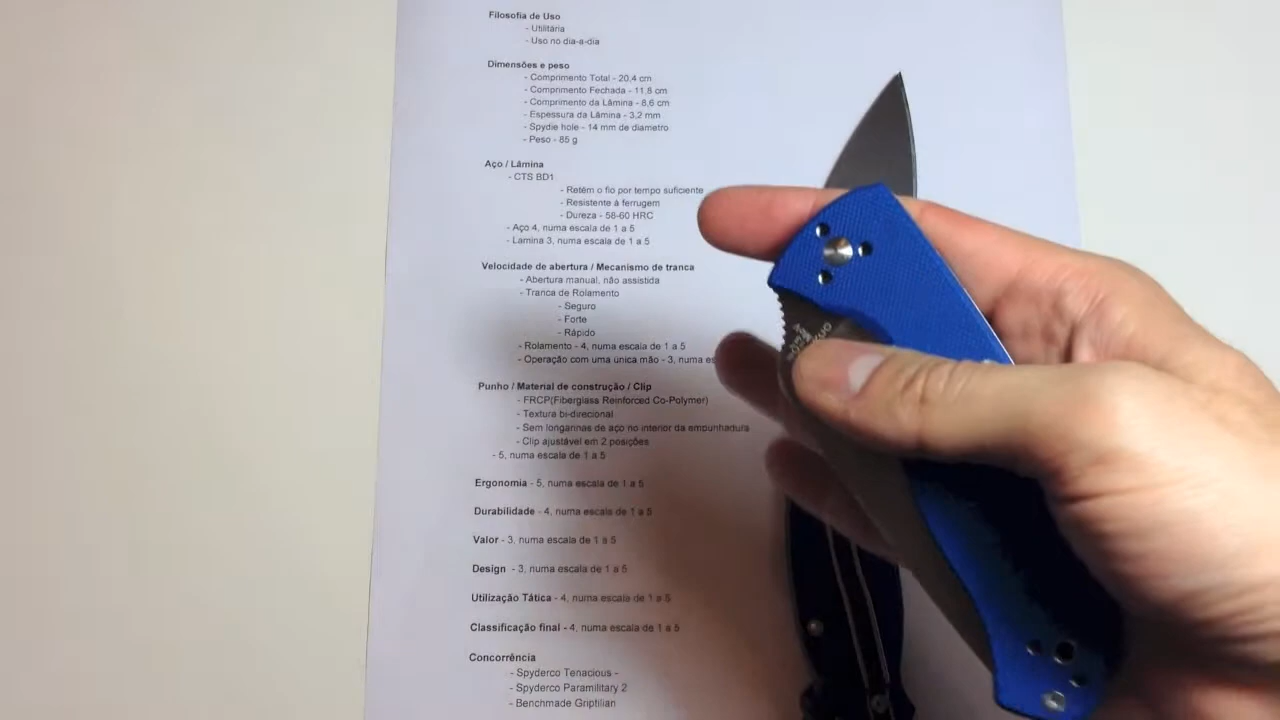 Filosofia de Uso
- Utilitária
- Uso no dia-a-dia
Dimensões e peso
- Comprimento Total - 20,4 cm
- Comprimento Fechada - 11,8 cm
- Comprimento da Lâmina - 8,6 cm
- Espessura da Lâmina - 3,2 mm
- Spydie hole - 14 mm de diametro
- Peso - 85 g
Aço / Lâmina
- CTS BD1
- Retém o fio por tempo suficiente
- Resistente à ferrugem
- Dureza - 58-60 HRC
- Aço 4, numa escala de 1 a 5
- Lamina 3, numa escala de 1 a 5
Velocidade de abertura / Mecanismo de tranca
- Abertura manual, não assistida
- Tranca de Rolamento
- Seguro
- Forte
- Rápido
- Rolamento - 4, numa escala de 1 a 5
- Operação com uma única mão - 3, numa es
Punho / Material de construção / Clip
- FRCP(Fiberglass Reinforced Co-Polymer)
- Textura bi-direcional
- Sem longarinas de aço no interior da empunhadura
- Clip ajustável em 2 posições
- 5, numa escala de 1 a 5
Ergonomia - 5, numa escala de 1 a 5
Durabilidade - 4, numa escala de 1 a 5
Valor - 3, numa escala de 1 a 5
Design - 3, numa escala de 1 a 5
Utilização Tática - 4, numa escala de 1 a 5
Classificação final - 4, numa escala de 1 a 5
Concorrência
- Spyderco Tenacious -
- Spyderco Paramilitary 2
- Benchmade Griptilian